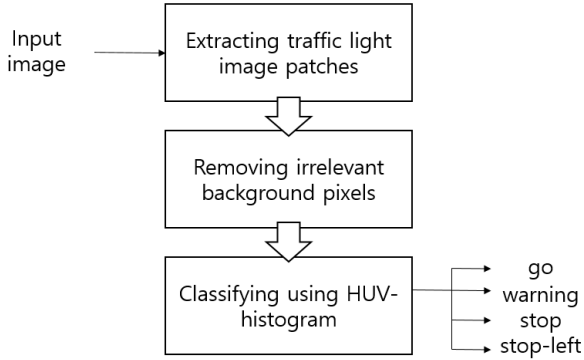 Input
image
Extracting traffic light
image patches
Removing irrelevant
background pixels
Classifying using HUV-
histogram
go
warning
stop
stop-left